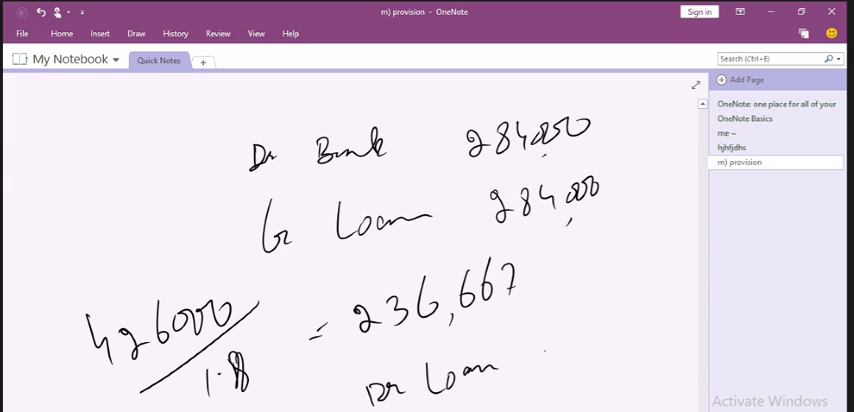 m) provision - OneNote
Sign in
File Home Insert Draw History Review View Help
My Notebook
Quick Notes
+
Search (Ctrl+E)
Add Page
OneNote: one place for all of your
OneNote Basics
me ~
hjhfjdhs
m) provision
Dr Bank 284,000
Cr Loan 284,000
426000 / 1.8 = 236,667
Dr Loan
Activate Windows